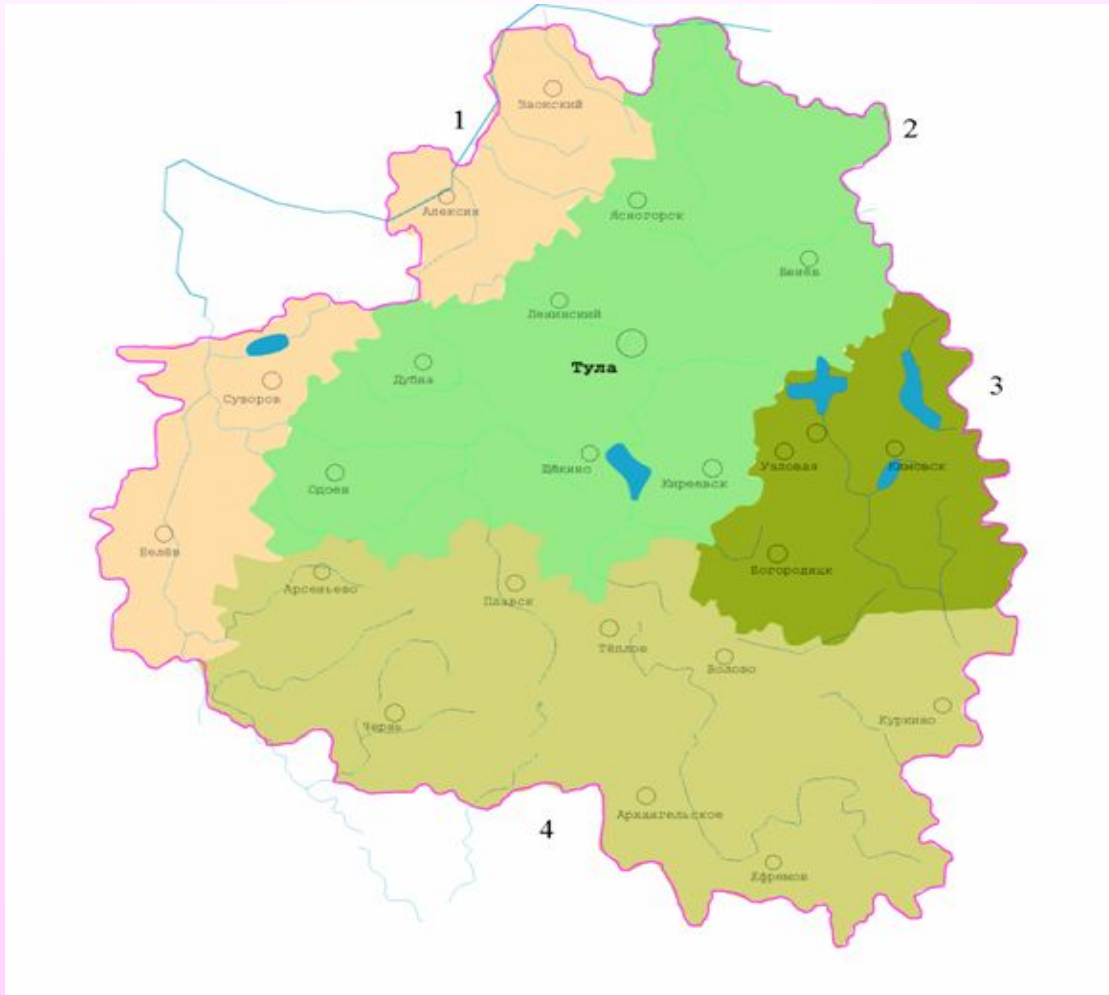 Заокский
1
2
Алексин
Ясногорск
Венёв
Ленинский
Тула
Дубна
3
Суворов
Узловая
Кимовск
Щёкино
Киреевск
Одоев
Белёв
Богородицк
Арсеньево
Плавск
Тёплое
Волово
Куркино
Чернь
Архангельское
4
Ефремов